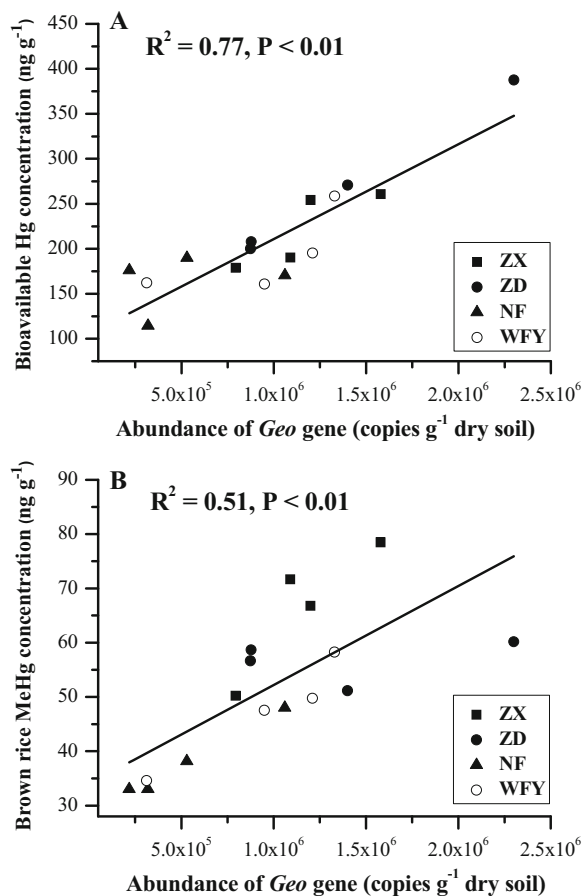 A
R² = 0.77, P < 0.01
Bioavailable Hg concentration (ng g⁻¹)
450
400
350
300
250
200
150
100
ZX
ZD
NF
WFY
5.0x10⁵ 1.0x10⁶ 1.5x10⁶ 2.0x10⁶ 2.5x10⁶
Abundance of Geo gene (copies g⁻¹ dry soil)
B
R² = 0.51, P < 0.01
Brown rice MeHg concentration (ng g⁻¹)
90
80
70
60
50
40
30
ZX
ZD
NF
WFY
5.0x10⁵ 1.0x10⁶ 1.5x10⁶ 2.0x10⁶ 2.5x10⁶
Abundance of Geo gene (copies g⁻¹ dry soil)